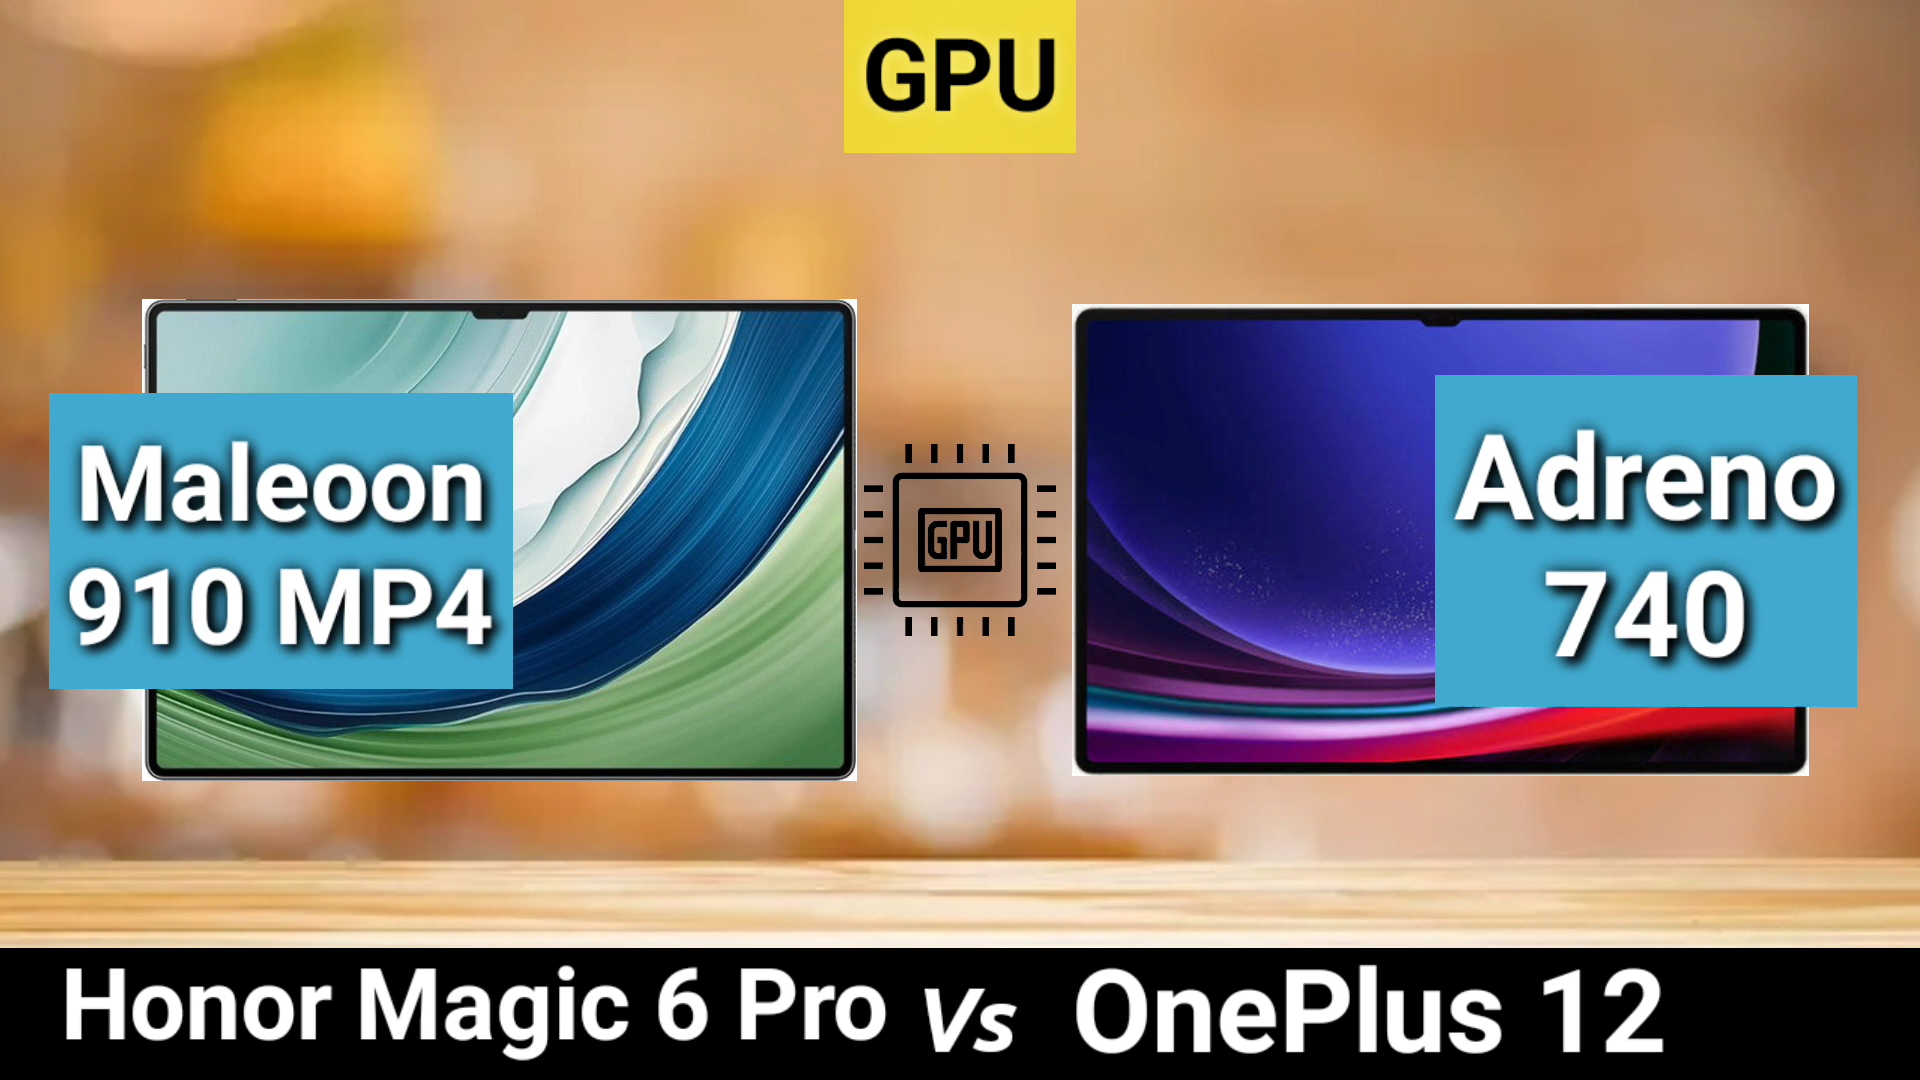 GPU
Maleoon
910 MP4
GPU
Adreno
740
Honor Magic 6 Pro Vs OnePlus 12